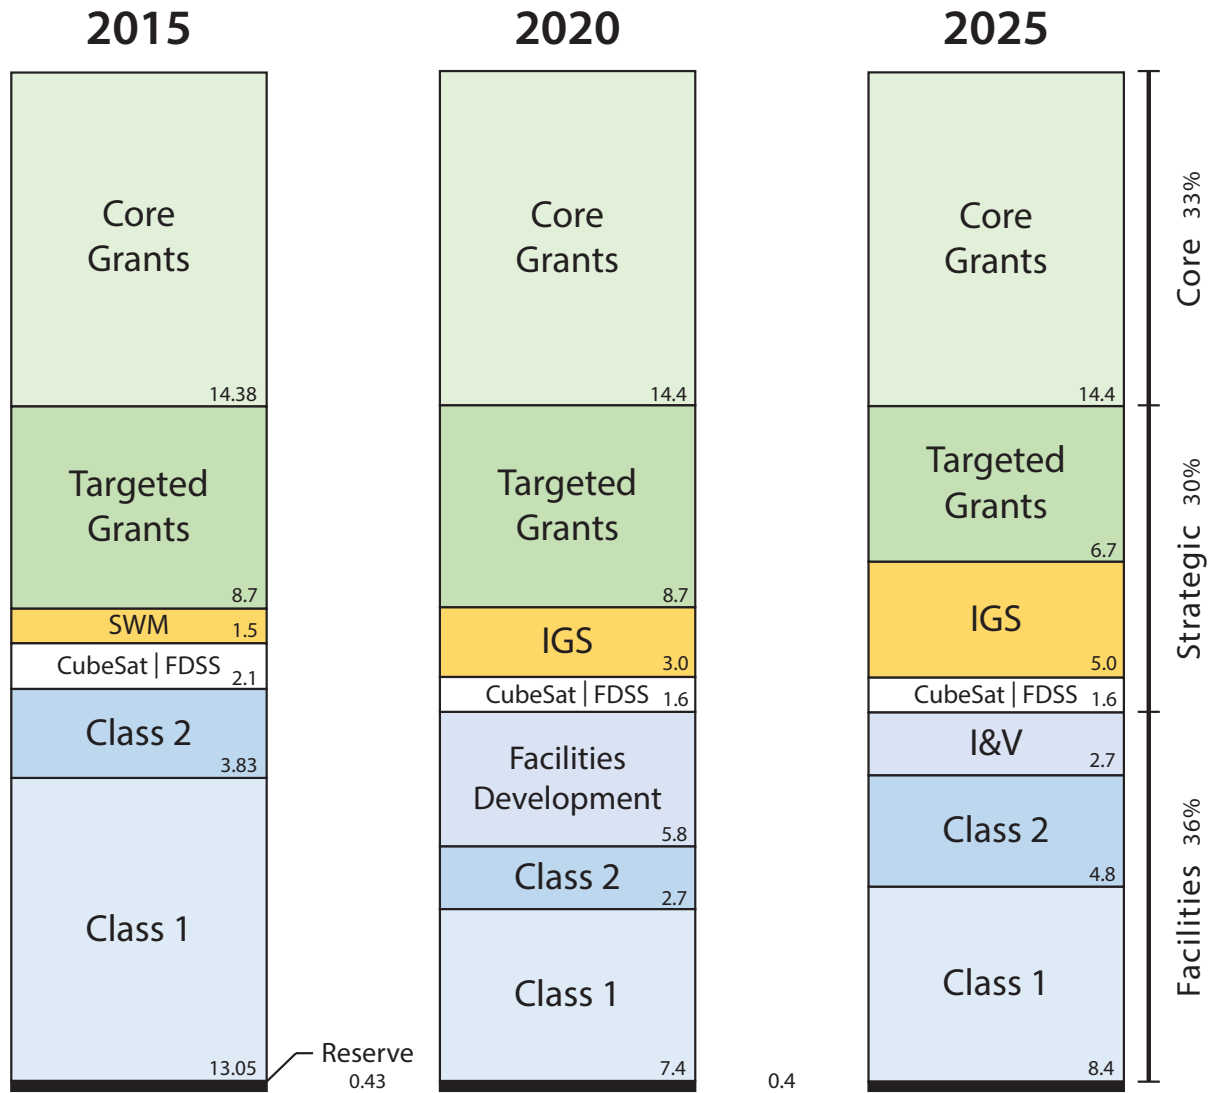 2015
2020
2025
Core
Grants
14.38
Targeted
Grants
8.7
SWM
1.5
CubeSat | FDSS
2.1
Class 2
3.83
Class 1
13.05
Reserve
0.43
Core
Grants
14.4
Targeted
Grants
8.7
IGS
3.0
CubeSat | FDSS
1.6
Facilities
Development
5.8
Class 2
2.7
Class 1
7.4
0.4
Core
Grants
14.4
Targeted
Grants
6.7
IGS
5.0
CubeSat | FDSS
1.6
I&V
2.7
Class 2
4.8
Class 1
8.4
Core 33%
Strategic 30%
Facilities 36%